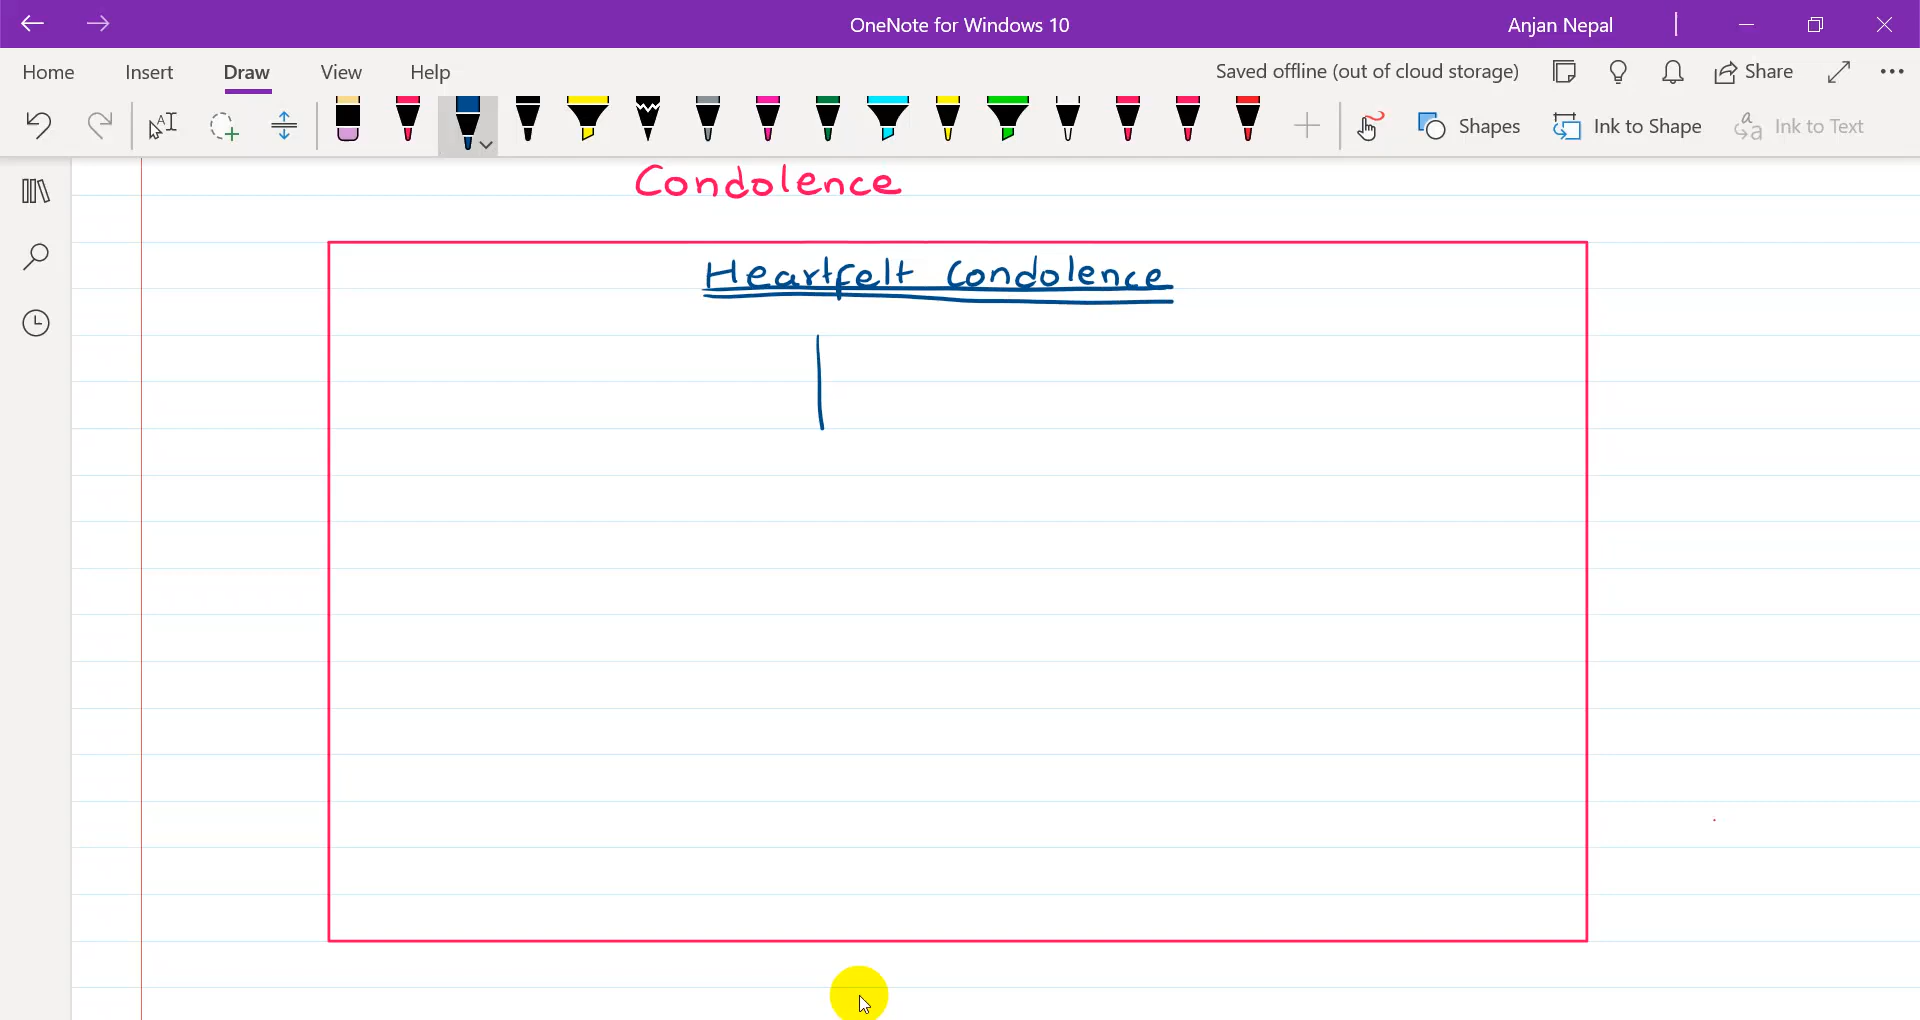 OneNote for Windows 10
Anjan Nepal
Home Insert Draw View Help
Saved offline (out of cloud storage)
Share
Shapes
Ink to Shape
Ink to Text
Condolence
Heartfelt Condolence